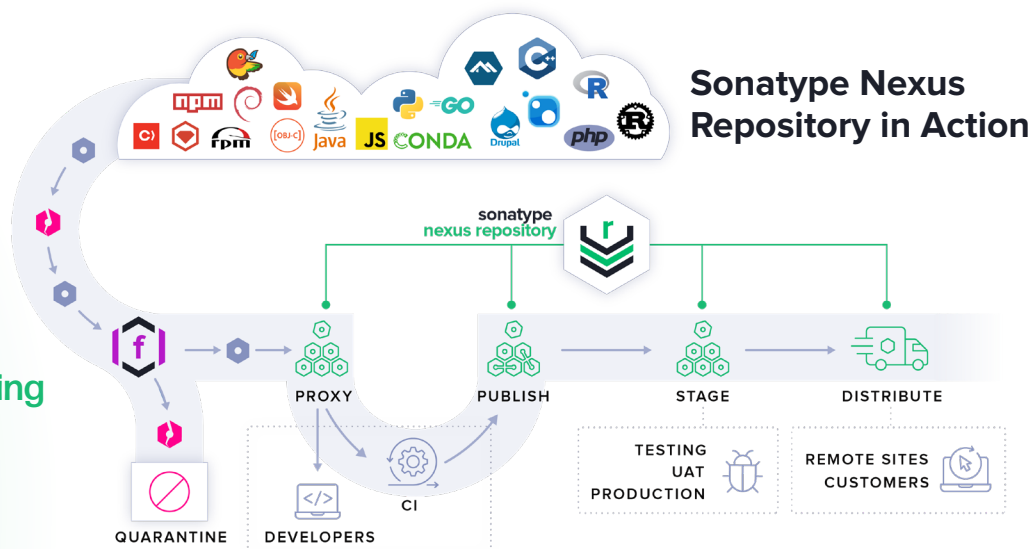 Sonatype Nexus
Repository in Action
npm
rpm
[OBJ-C]
Java
JS
GO
CONDA
C++
Drupal
R
php
R
sonatype
nexus repository
r
f
ing
PROXY
PUBLISH
STAGE
DISTRIBUTE
TESTING
UAT
PRODUCTION
REMOTE SITES
CUSTOMERS
</>
CI
QUARANTINE
DEVELOPERS